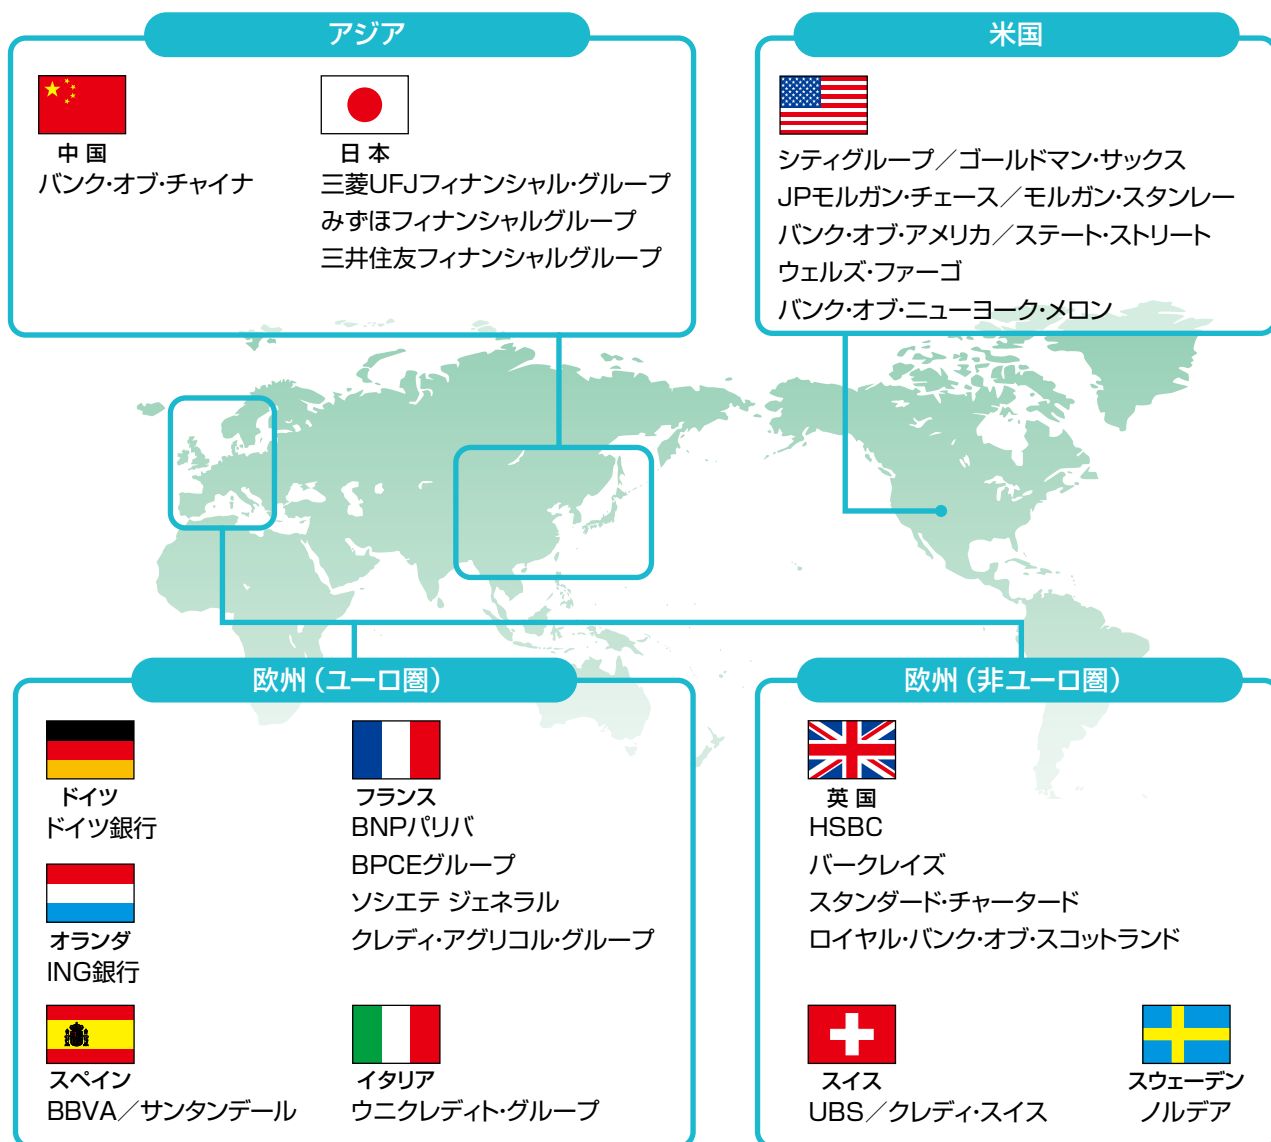 アジア
中国
バンク・オブ・チャイナ
日本
三菱UFJフィナンシャル・グループ
みずほフィナンシャルグループ
三井住友フィナンシャルグループ
米国
シティグループ／ゴールドマン・サックス
JPモルガン・チェース／モルガン・スタンレー
バンク・オブ・アメリカ／ステート・ストリート
ウェルズ・ファーゴ
バンク・オブ・ニューヨーク・メロン
欧州（ユーロ圏）
ドイツ
ドイツ銀行
オランダ
ING銀行
スペイン
BBVA／サンタンデール
フランス
BNPパリバ
BPCEグループ
ソシエテ ジェネラル
クレディ・アグリコル・グループ
イタリア
ウニクレディト・グループ
欧州（非ユーロ圏）
英国
HSBC
バークレイズ
スタンダード・チャータード
ロイヤル・バンク・オブ・スコットランド
スイス
UBS／クレディ・スイス
スウェーデン
ノルデア